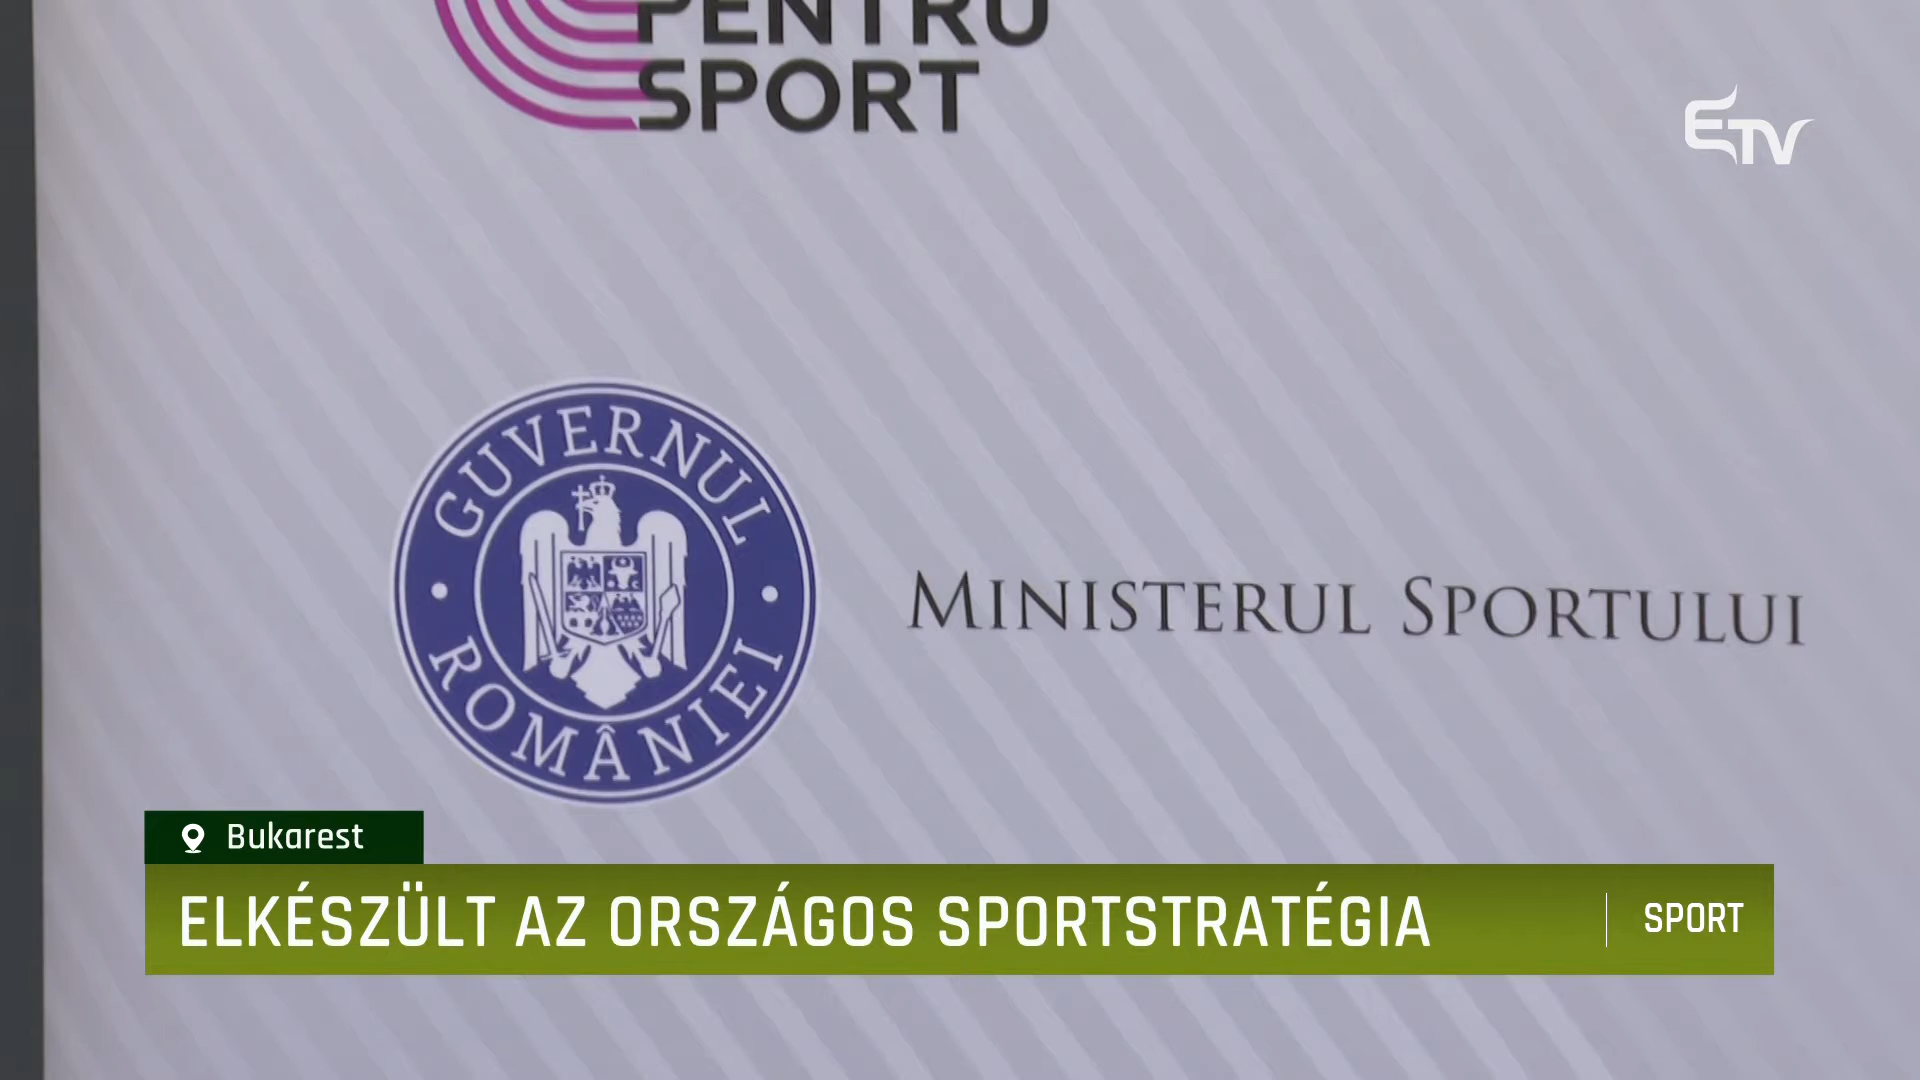 PENTRU
SPORT
ETV
GUVERNUL
ROMÂNIEI
MINISTERUL SPORTULUI
Bukarest
ELKÉSZÜLT AZ ORSZÁGOS SPORTSTRATÉGIA
SPORT